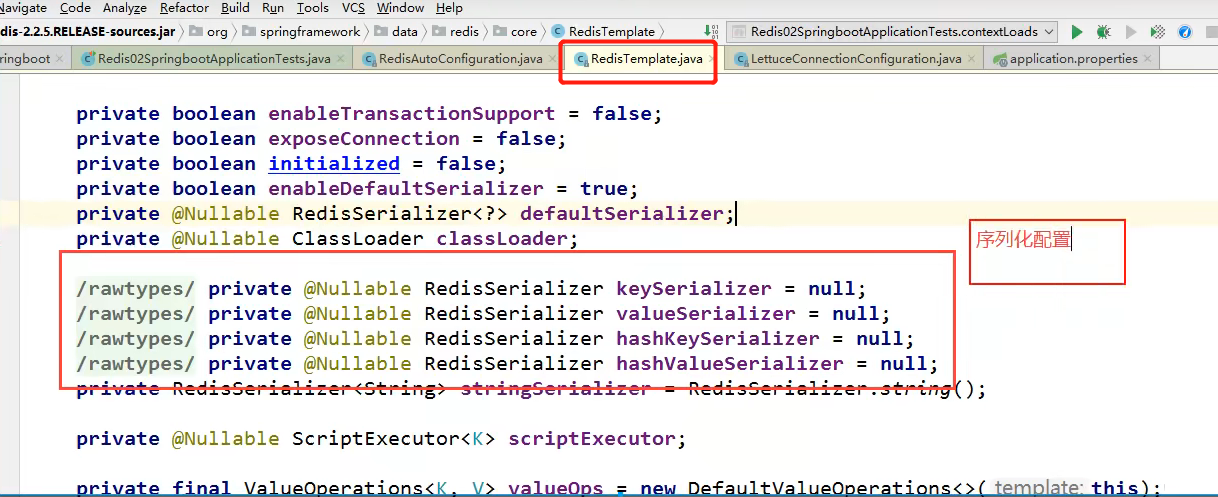 Navigate Code Analyze Refactor Build Run Tools VCS Window Help
dis-2.2.5.RELEASE-sources.jar org springframework data redis core RedisTemplate Redis02SpringbootApplicationTests.contextLoads
ringboot Redis02SpringbootApplicationTests.java RedisAutoConfiguration.java RedisTemplate.java LettuceConnectionConfiguration.java application.properties
private boolean enableTransactionSupport = false;
private boolean exposeConnection = false;
private boolean initialized = false;
private boolean enableDefaultSerializer = true;
private @Nullable RedisSerializer<?> defaultSerializer;
private @Nullable ClassLoader classLoader;
序列化配置
/rawtypes/ private @Nullable RedisSerializer keySerializer = null;
/rawtypes/ private @Nullable RedisSerializer valueSerializer = null;
/rawtypes/ private @Nullable RedisSerializer hashKeySerializer = null;
/rawtypes/ private @Nullable RedisSerializer hashValueSerializer = null;
private RedisSerializer<String> stringSerializer = RedisSerializer.string();
private @Nullable ScriptExecutor<K> scriptExecutor;
private final ValueOperations<K, V> valueOps = new DefaultValueOperations<>( template: this);